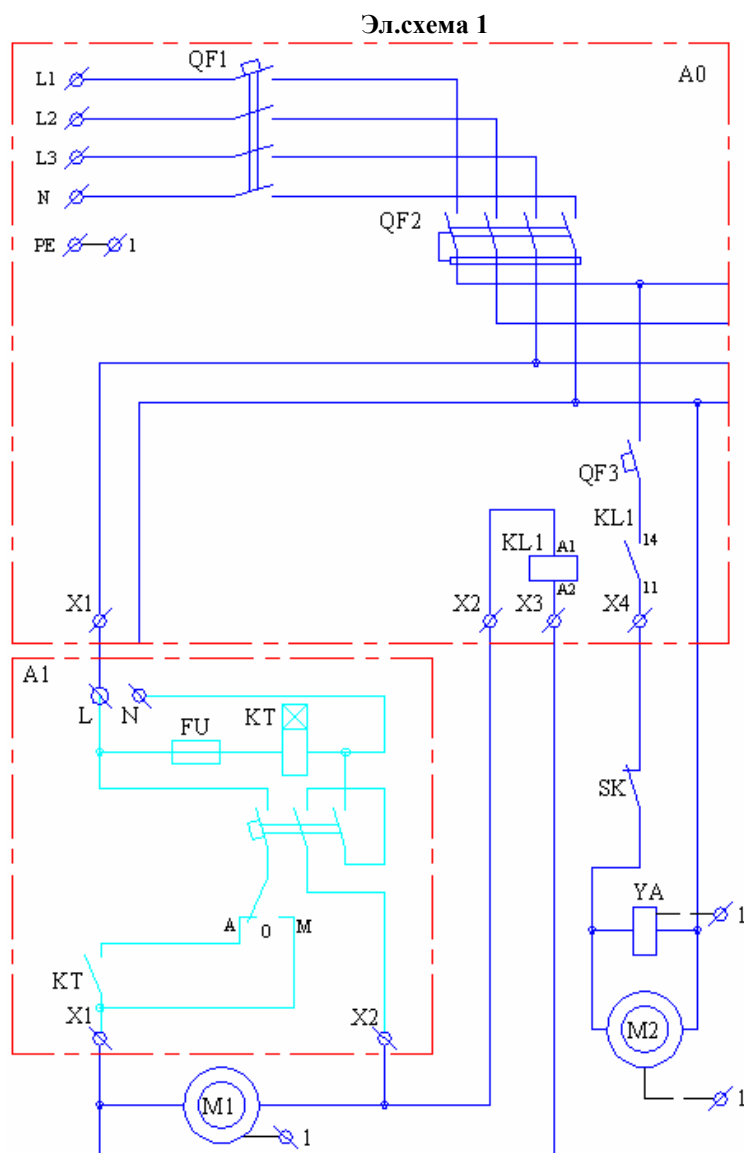 Эл.схема 1
QF1
A0
L1
L2
L3
N
QF2
PE
1
QF3
KL1
14
KL1
A1
A2
11
X1
X2
X3
X4
A1
L
N
KT
FU
SK
YA
1
A
0
M
KT
X1
X2
M2
M1
1
1